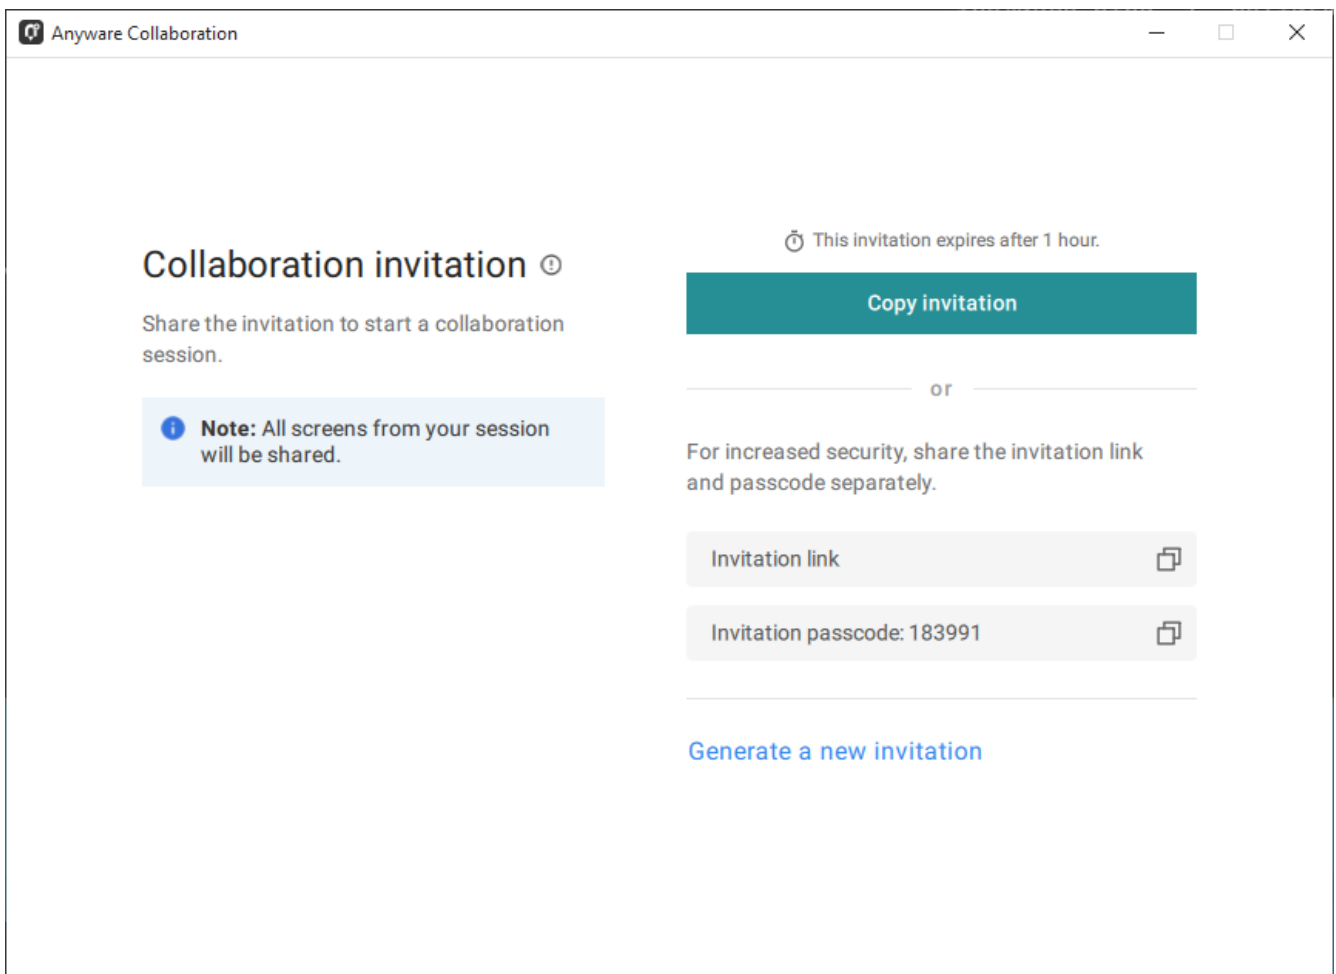 Anyware Collaboration
Collaboration invitation
Share the invitation to start a collaboration
session.
Note: All screens from your session
will be shared.
This invitation expires after 1 hour.
Copy invitation
or
For increased security, share the invitation link
and passcode separately.
Invitation link
Invitation passcode: 183991
Generate a new invitation